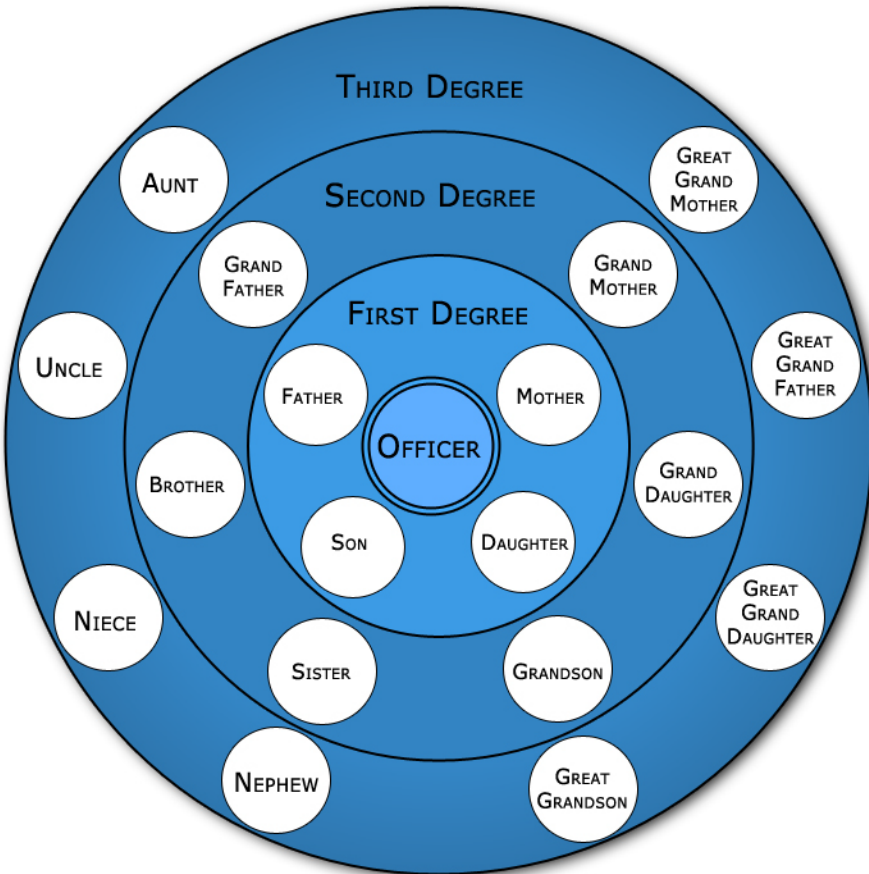 Third Degree
Aunt
Great
Grand
Mother
Second Degree
Grand
Father
Grand
Mother
First Degree
Uncle
Great
Grand
Father
Father
Mother
Officer
Brother
Grand
Daughter
Son
Daughter
Niece
Great
Grand
Daughter
Sister
Grandson
Nephew
Great
Grandson